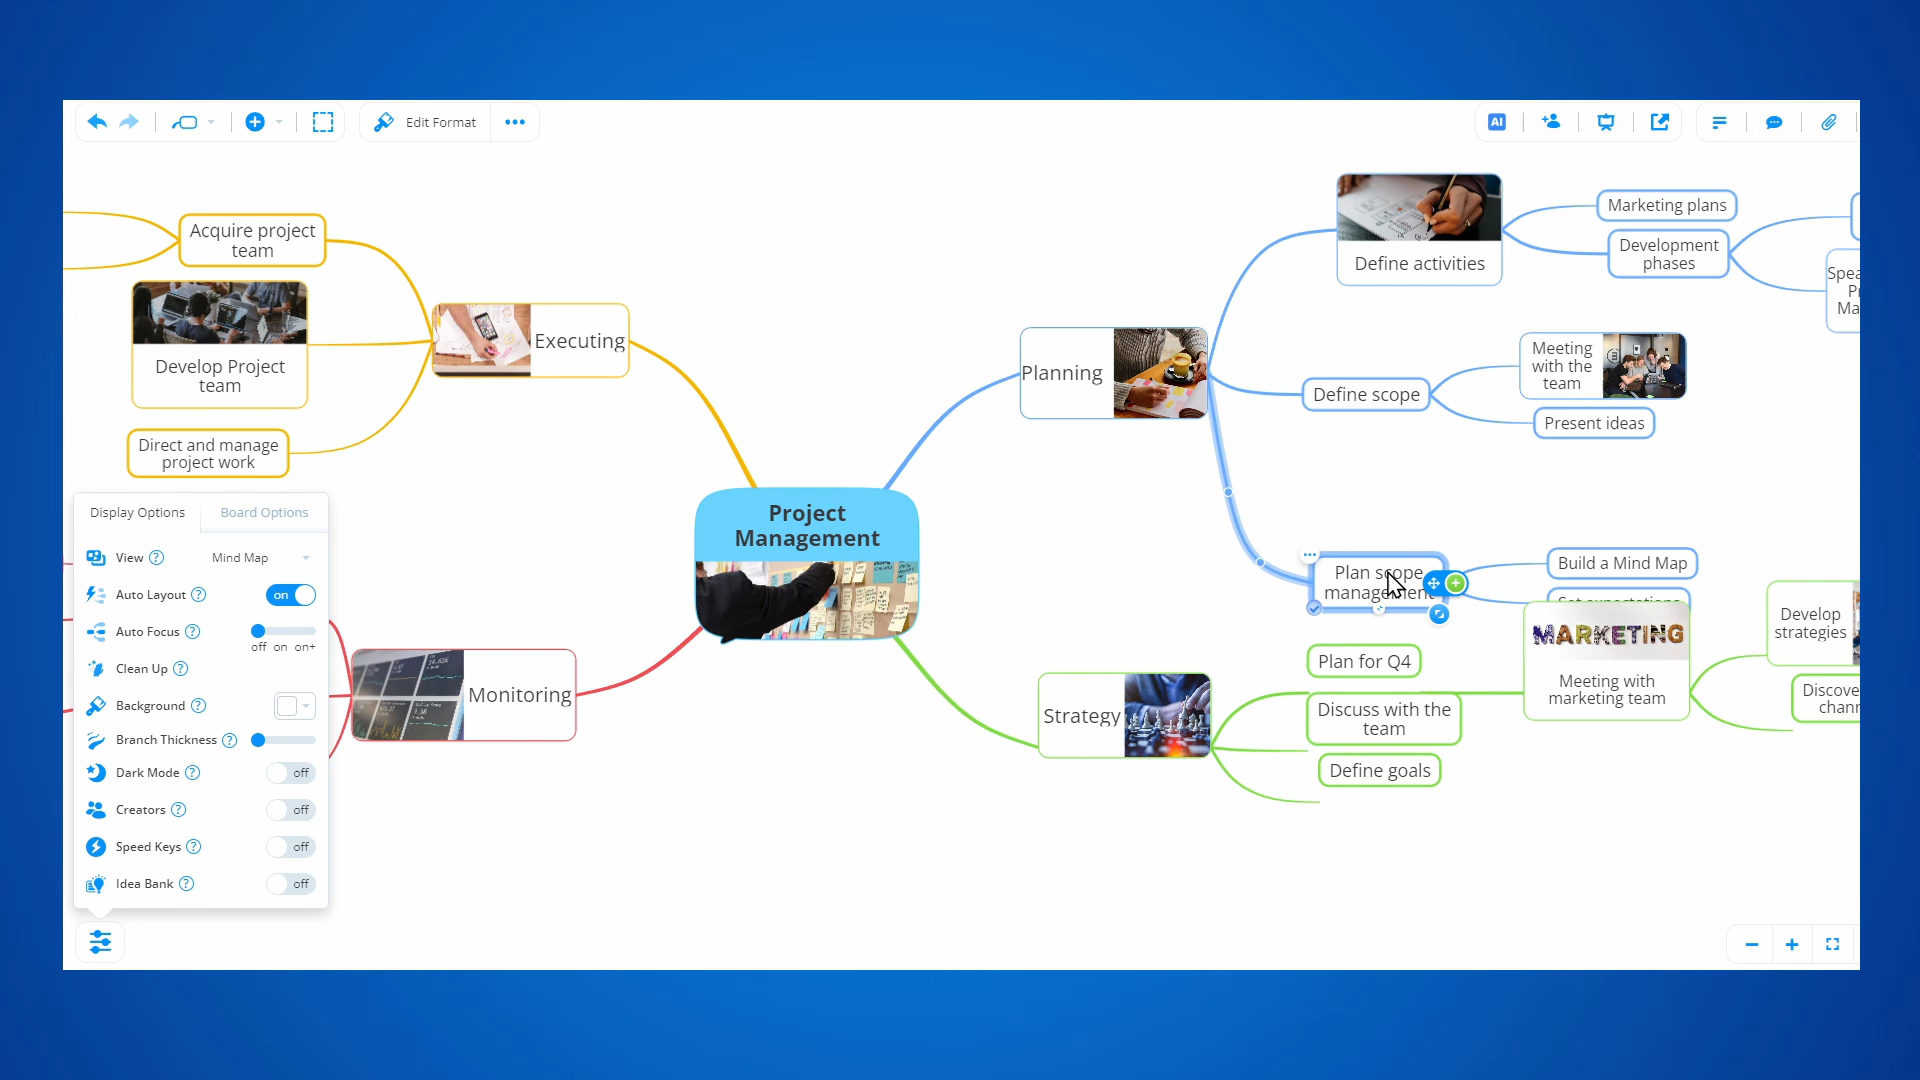 Edit Format
AI
Acquire project
team
Develop Project
team
Direct and manage
project work
Executing
Project
Management
Monitoring
Planning
Define activities
Marketing plans
Development
phases
Define scope
Meeting
with the
team
Present ideas
Plan scope
management
Build a Mind Map
Set expectations
Strategy
Plan for Q4
Discuss with the
team
Define goals
MARKETING
Meeting with
marketing team
Develop
strategies
Display Options
Board Options
View ?
Mind Map
Auto Layout ?
on
Auto Focus ?
off on on+
Clean Up ?
Background ?
Branch Thickness ?
Dark Mode ?
off
Creators ?
off
Speed Keys ?
off
Idea Bank ?
off